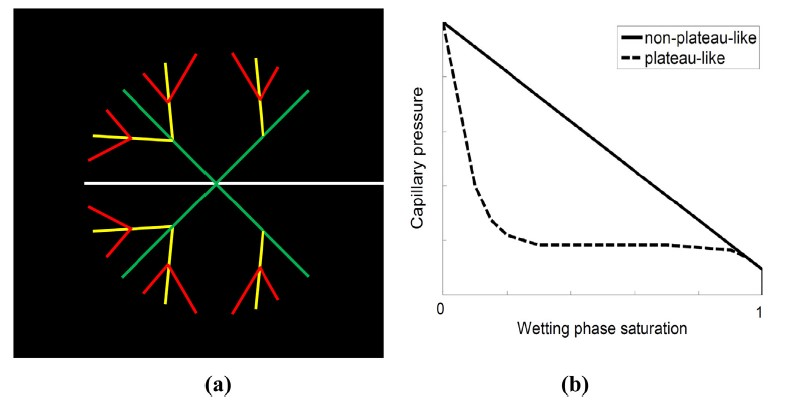 non-plateau-like
plateau-like
Capillary pressure
0
1
Wetting phase saturation
(a)
(b)